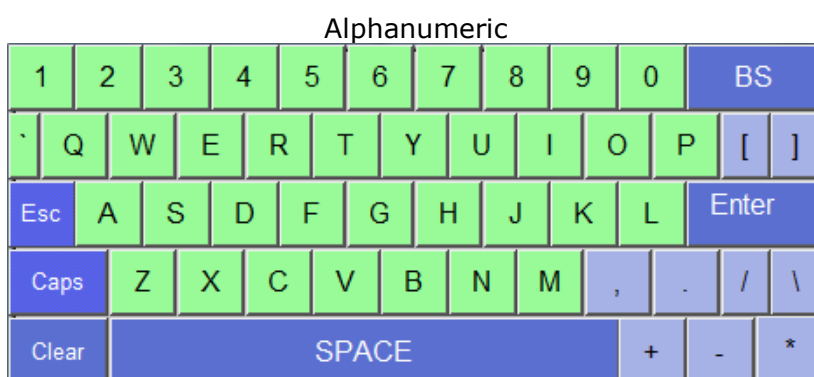 Alphanumeric
1 2 3 4 5 6 7 8 9 0 BS
` Q W E R T Y U I O P [ ]
Esc A S D F G H J K L Enter
Caps Z X C V B N M , . / \
Clear SPACE + - *